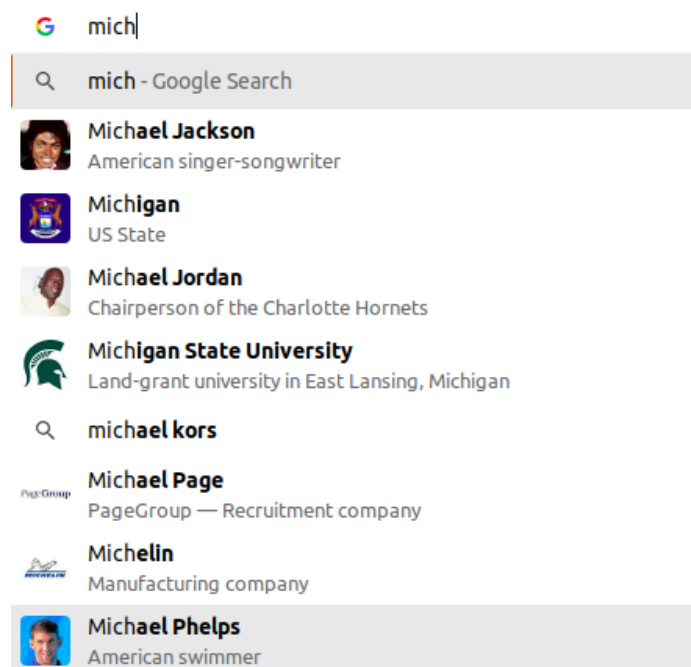 mich
mich - Google Search
Michael Jackson
American singer-songwriter
Michigan
US State
Michael Jordan
Chairperson of the Charlotte Hornets
Michigan State University
Land-grant university in East Lansing, Michigan
michael kors
PageGroup
Michael Page
PageGroup — Recruitment company
MICHELIN
Michelin
Manufacturing company
Michael Phelps
American swimmer